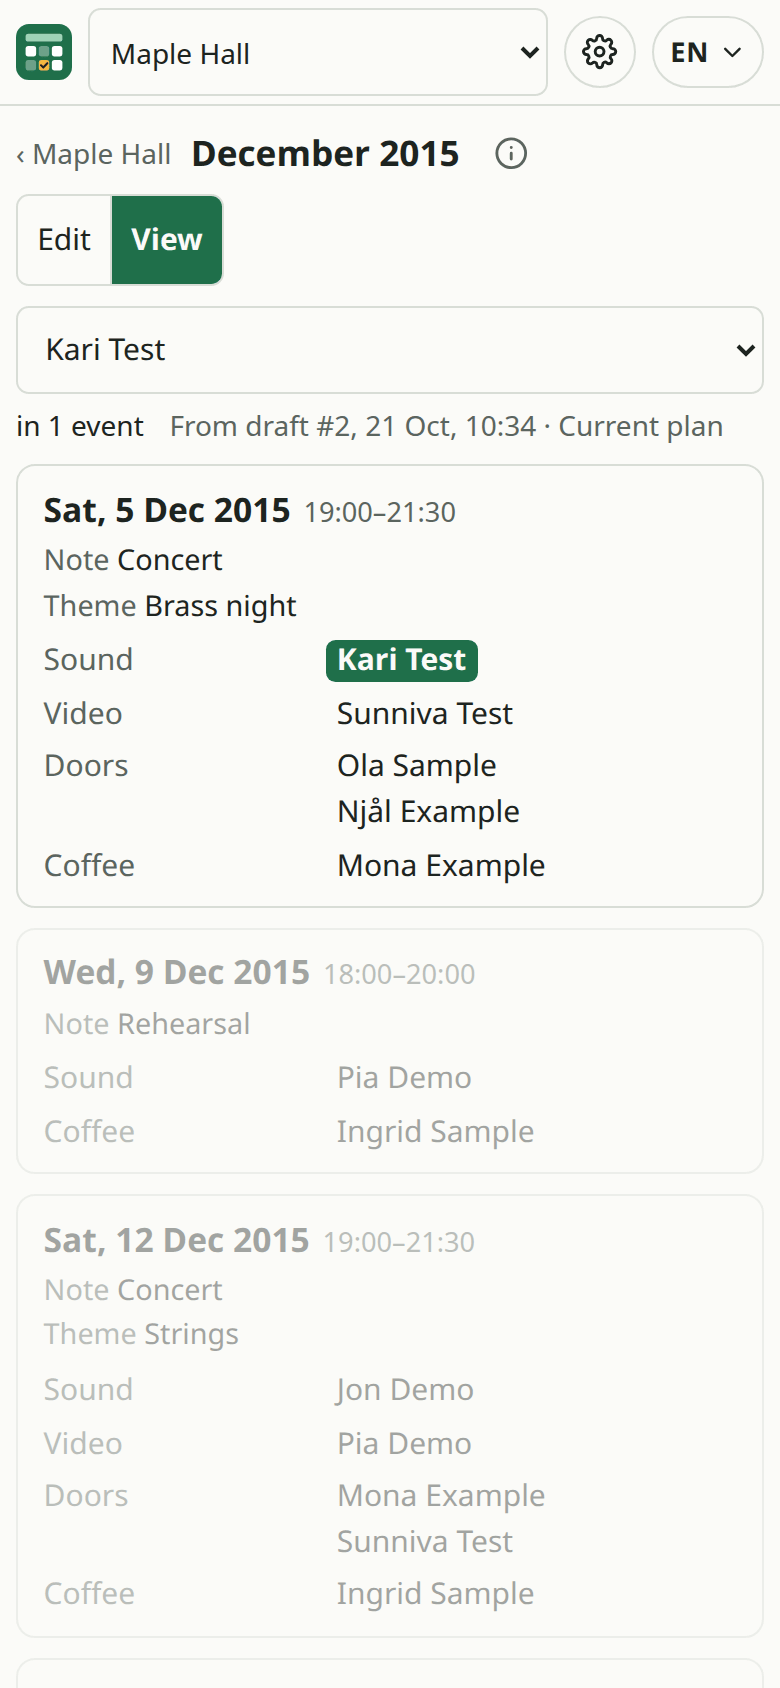 Maple Hall
EN
‹ Maple Hall December 2015
Edit View
Kari Test
in 1 event From draft #2, 21 Oct, 10:34 · Current plan
Sat, 5 Dec 2015 19:00–21:30
Note Concert
Theme Brass night
Sound Kari Test
Video Sunniva Test
Doors Ola Sample
Njål Example
Coffee Mona Example
Wed, 9 Dec 2015 18:00–20:00
Note Rehearsal
Sound Pia Demo
Coffee Ingrid Sample
Sat, 12 Dec 2015 19:00–21:30
Note Concert
Theme Strings
Sound Jon Demo
Video Pia Demo
Doors Mona Example
Sunniva Test
Coffee Ingrid Sample